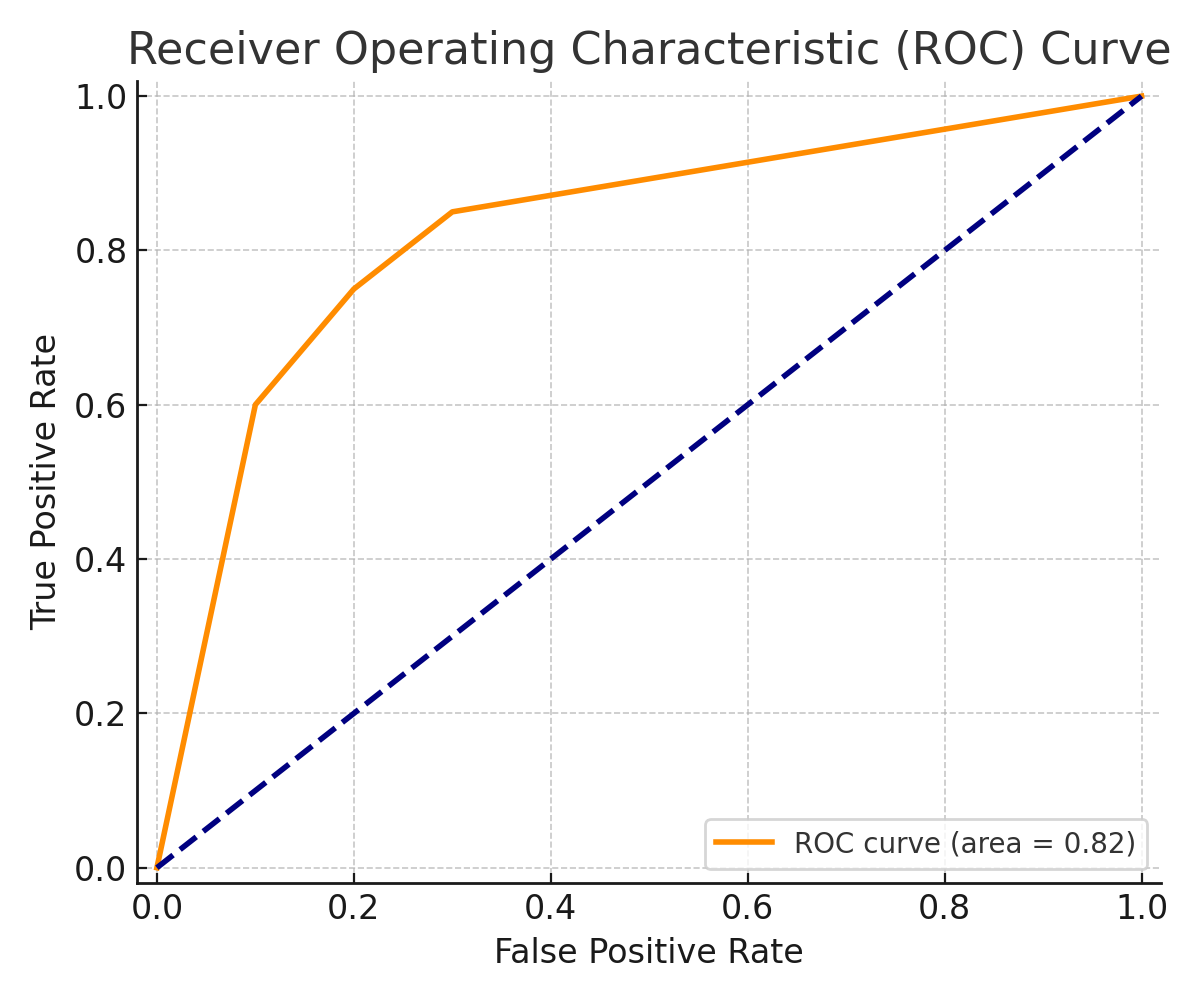 Receiver Operating Characteristic (ROC) Curve
1.0
0.8
0.6
0.4
0.2
0.0
True Positive Rate
ROC curve (area = 0.82)
0.0 0.2 0.4 0.6 0.8 1.0
False Positive Rate